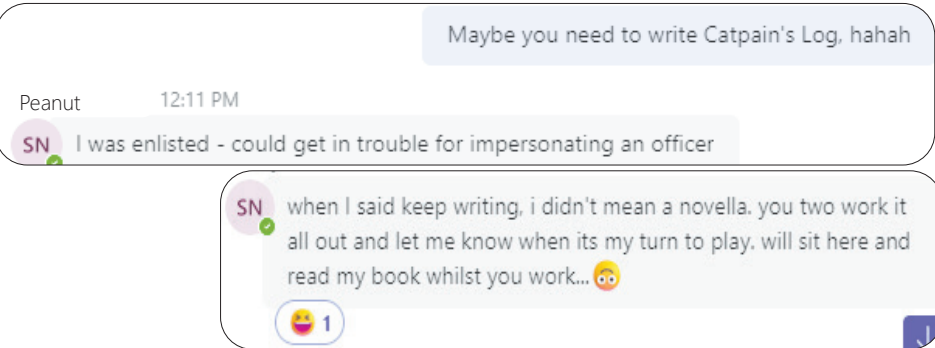 Maybe you need to write Catpain's Log, hahah
Peanut 12:11 PM
SN I was enlisted - could get in trouble for impersonating an officer
SN when I said keep writing, i didn't mean a novella. you two work it
all out and let me know when its my turn to play. will sit here and
read my book whilst you work...
1
J